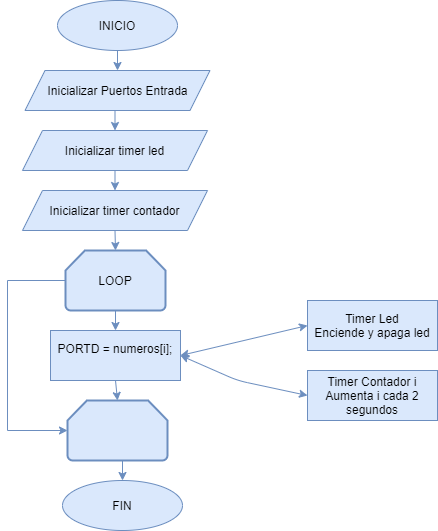 INICIO
Inicializar Puertos Entrada
Inicializar timer led
Inicializar timer contador
LOOP
PORTD = numeros[i];
Timer Led
Enciende y apaga led
Timer Contador i
Aumenta i cada 2
segundos
FIN